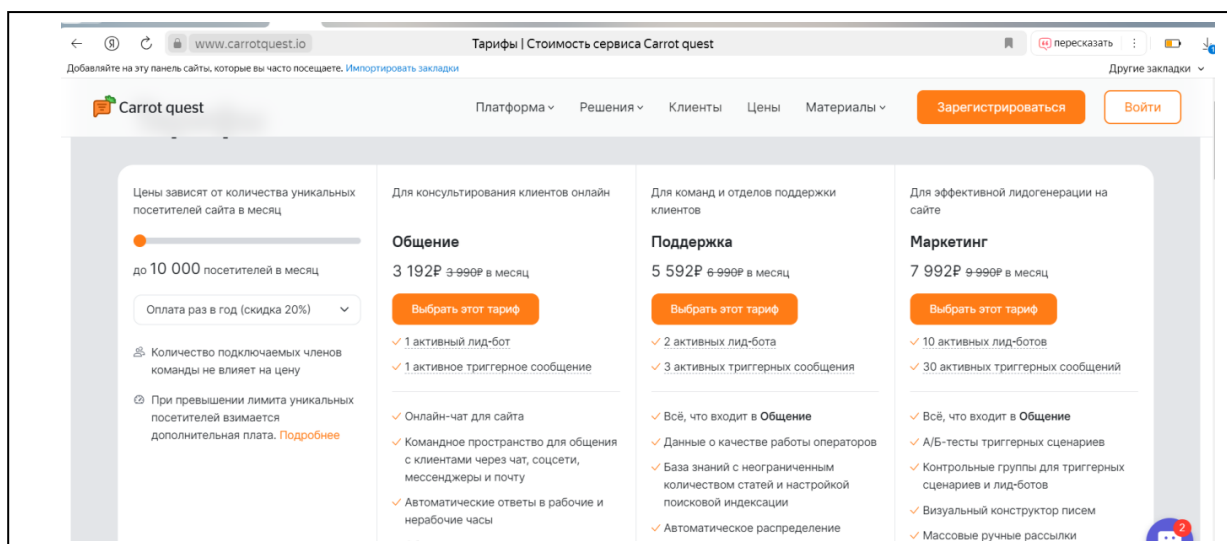 www.carrotquest.io
Тарифы | Стоимость сервиса Carrot quest
пересказать
Добавляйте на эту панель сайты, которые вы часто посещаете. Импортировать закладки
Другие закладки
Carrot quest
Платформа
Решения
Клиенты
Цены
Материалы
Зарегистрироваться
Войти
Цены зависят от количества уникальных
посетителей сайта в месяц
до 10 000 посетителей в месяц
Оплата раз в год (скидка 20%)
Количество подключаемых членов
команды не влияет на цену
При превышении лимита уникальных
посетителей взимается
дополнительная плата. Подробнее
Для консультирования клиентов онлайн
Общение
3 192₽ 3 990₽ в месяц
Выбрать этот тариф
1 активный лид-бот
1 активное триггерное сообщение
Онлайн-чат для сайта
Командное пространство для общения
с клиентами через чат, соцсети,
мессенджеры и почту
Автоматические ответы в рабочие и
нерабочие часы
Для команд и отделов поддержки
клиентов
Поддержка
5 592₽ 6 990₽ в месяц
Выбрать этот тариф
2 активных лид-бота
3 активных триггерных сообщения
Всё, что входит в Общение
Данные о качестве работы операторов
База знаний с неограниченным
количеством статей и настройкой
поисковой индексации
Автоматическое распределение
Для эффективной лидогенерации на
сайте
Маркетинг
7 992₽ 9 990₽ в месяц
Выбрать этот тариф
10 активных лид-ботов
30 активных триггерных сообщений
Всё, что входит в Общение
А/Б-тесты триггерных сценариев
Контрольные группы для триггерных
сценариев и лид-ботов
Визуальный конструктор писем
Массовые ручные рассылки
2